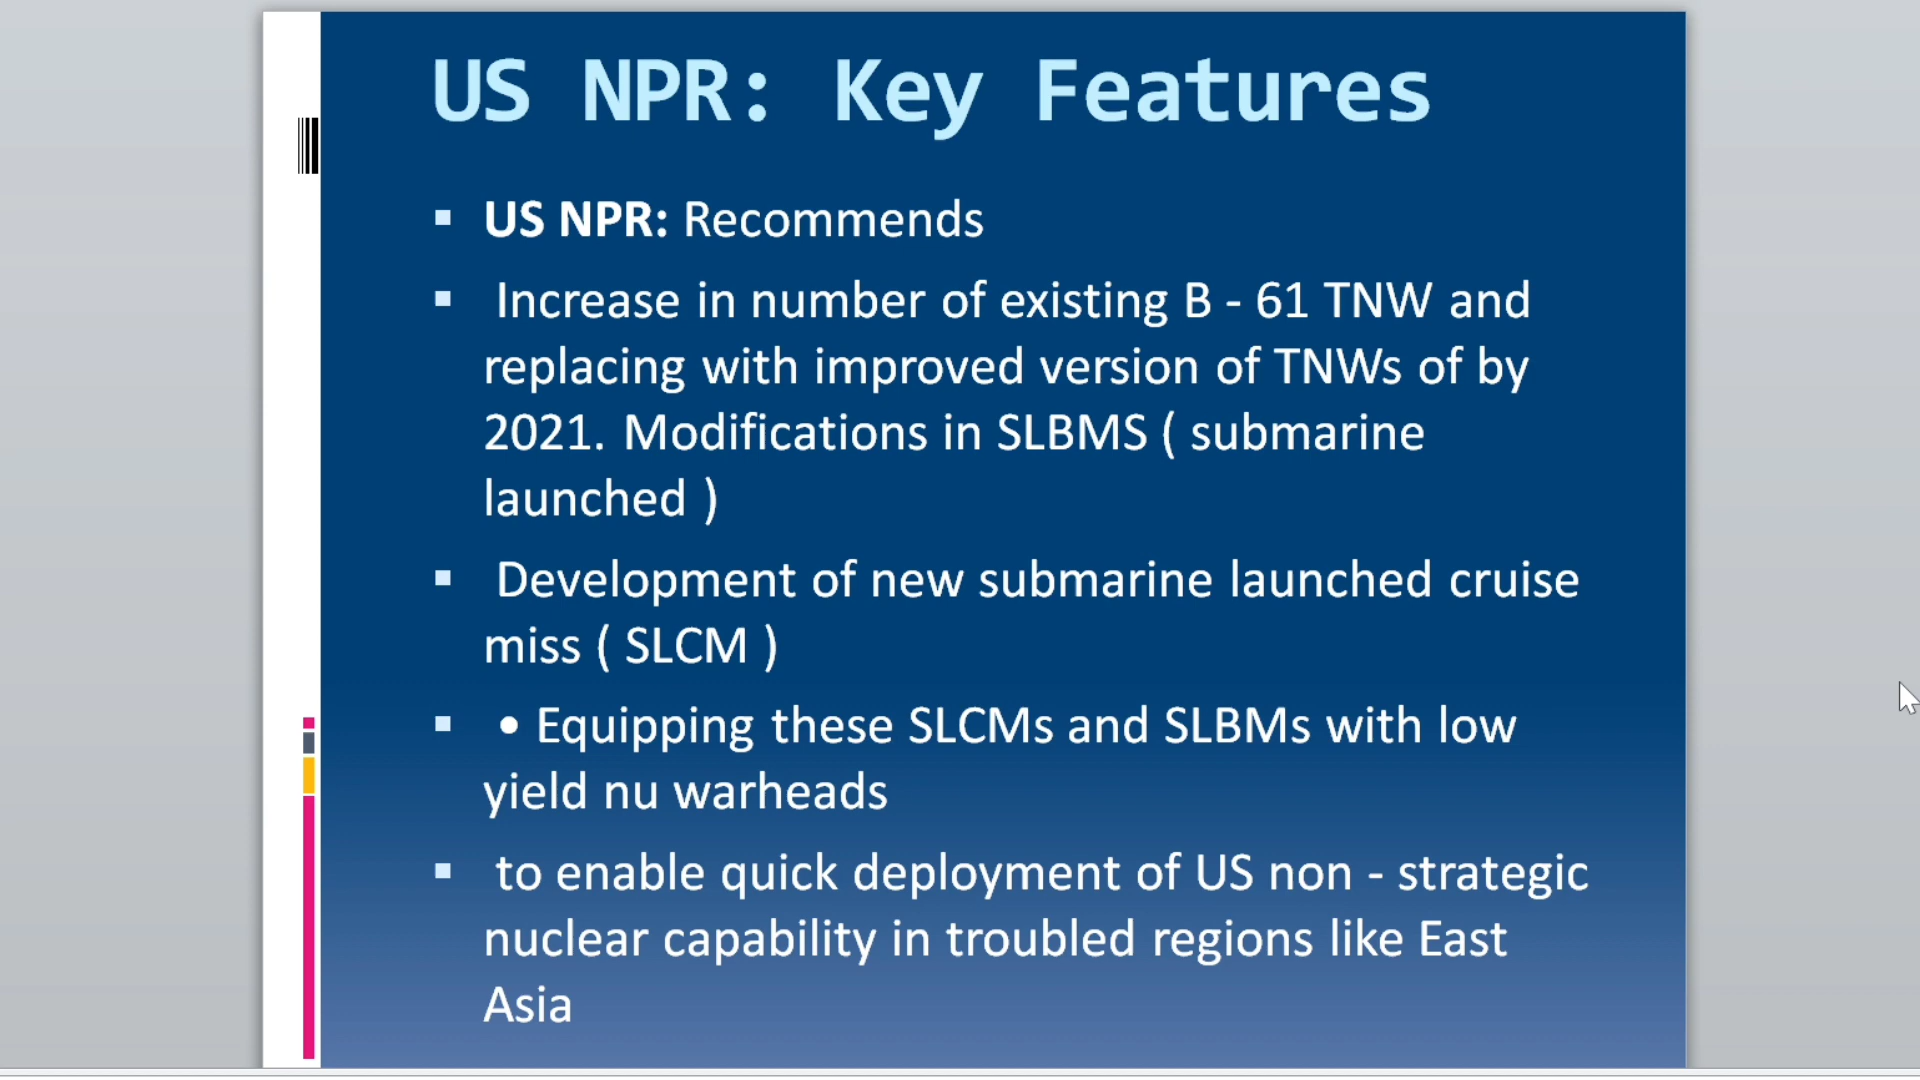 US NPR: Key Features
▪ US NPR: Recommends
▪ Increase in number of existing B - 61 TNW and
replacing with improved version of TNWs of by
2021. Modifications in SLBMS ( submarine
launched )
▪ Development of new submarine launched cruise
miss ( SLCM )
▪ • Equipping these SLCMs and SLBMs with low
yield nu warheads
▪ to enable quick deployment of US non - strategic
nuclear capability in troubled regions like East
Asia